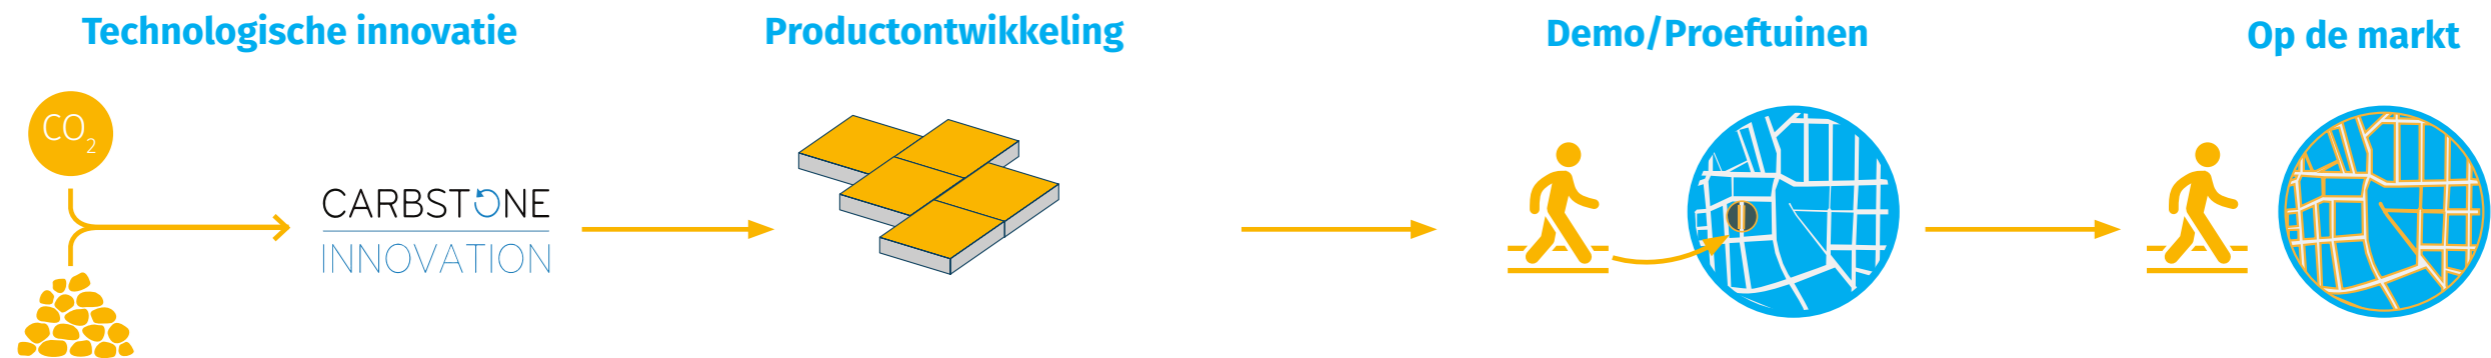 Technologische innovatie
Productontwikkeling
Demo/Proeftuinen
Op de markt
CO₂
CARBSTONE
INNOVATION